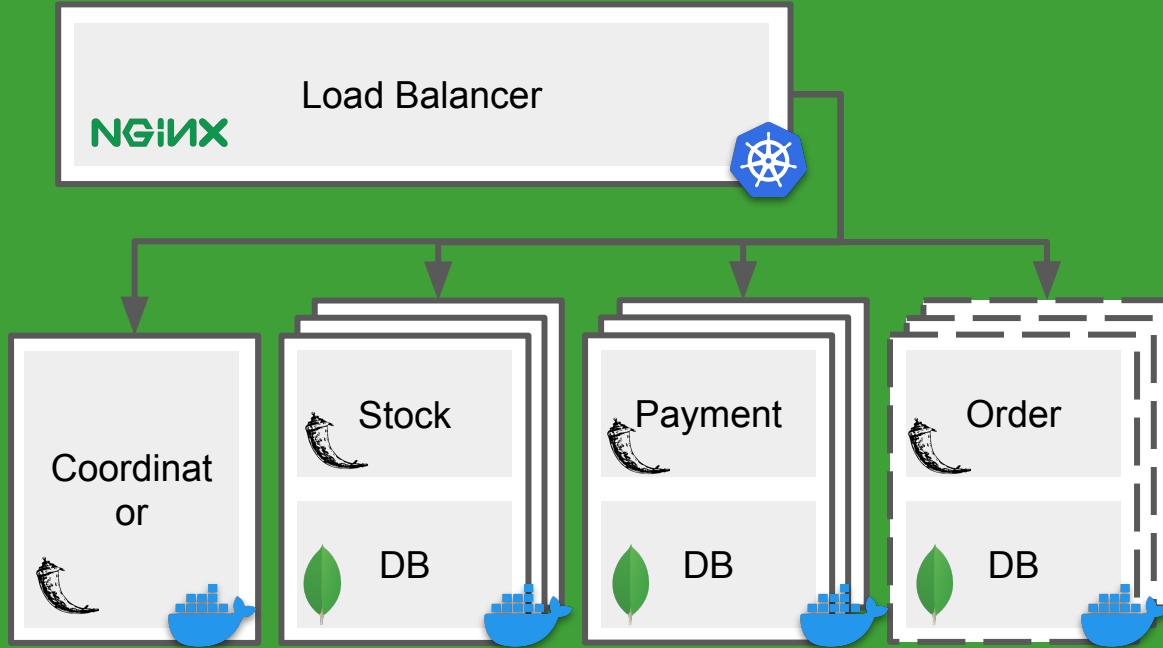 Load Balancer
NGINX
Stock
Payment
Order
Coordinat
or
DB
DB
DB